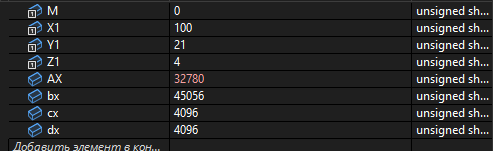 M 0 unsigned sh...
X1 100 unsigned sh...
Y1 21 unsigned sh...
Z1 4 unsigned sh...
AX 32780 unsigned sh...
bx 45056 unsigned sh...
cx 4096 unsigned sh...
dx 4096 unsigned sh...
Добавить элемент в кон...